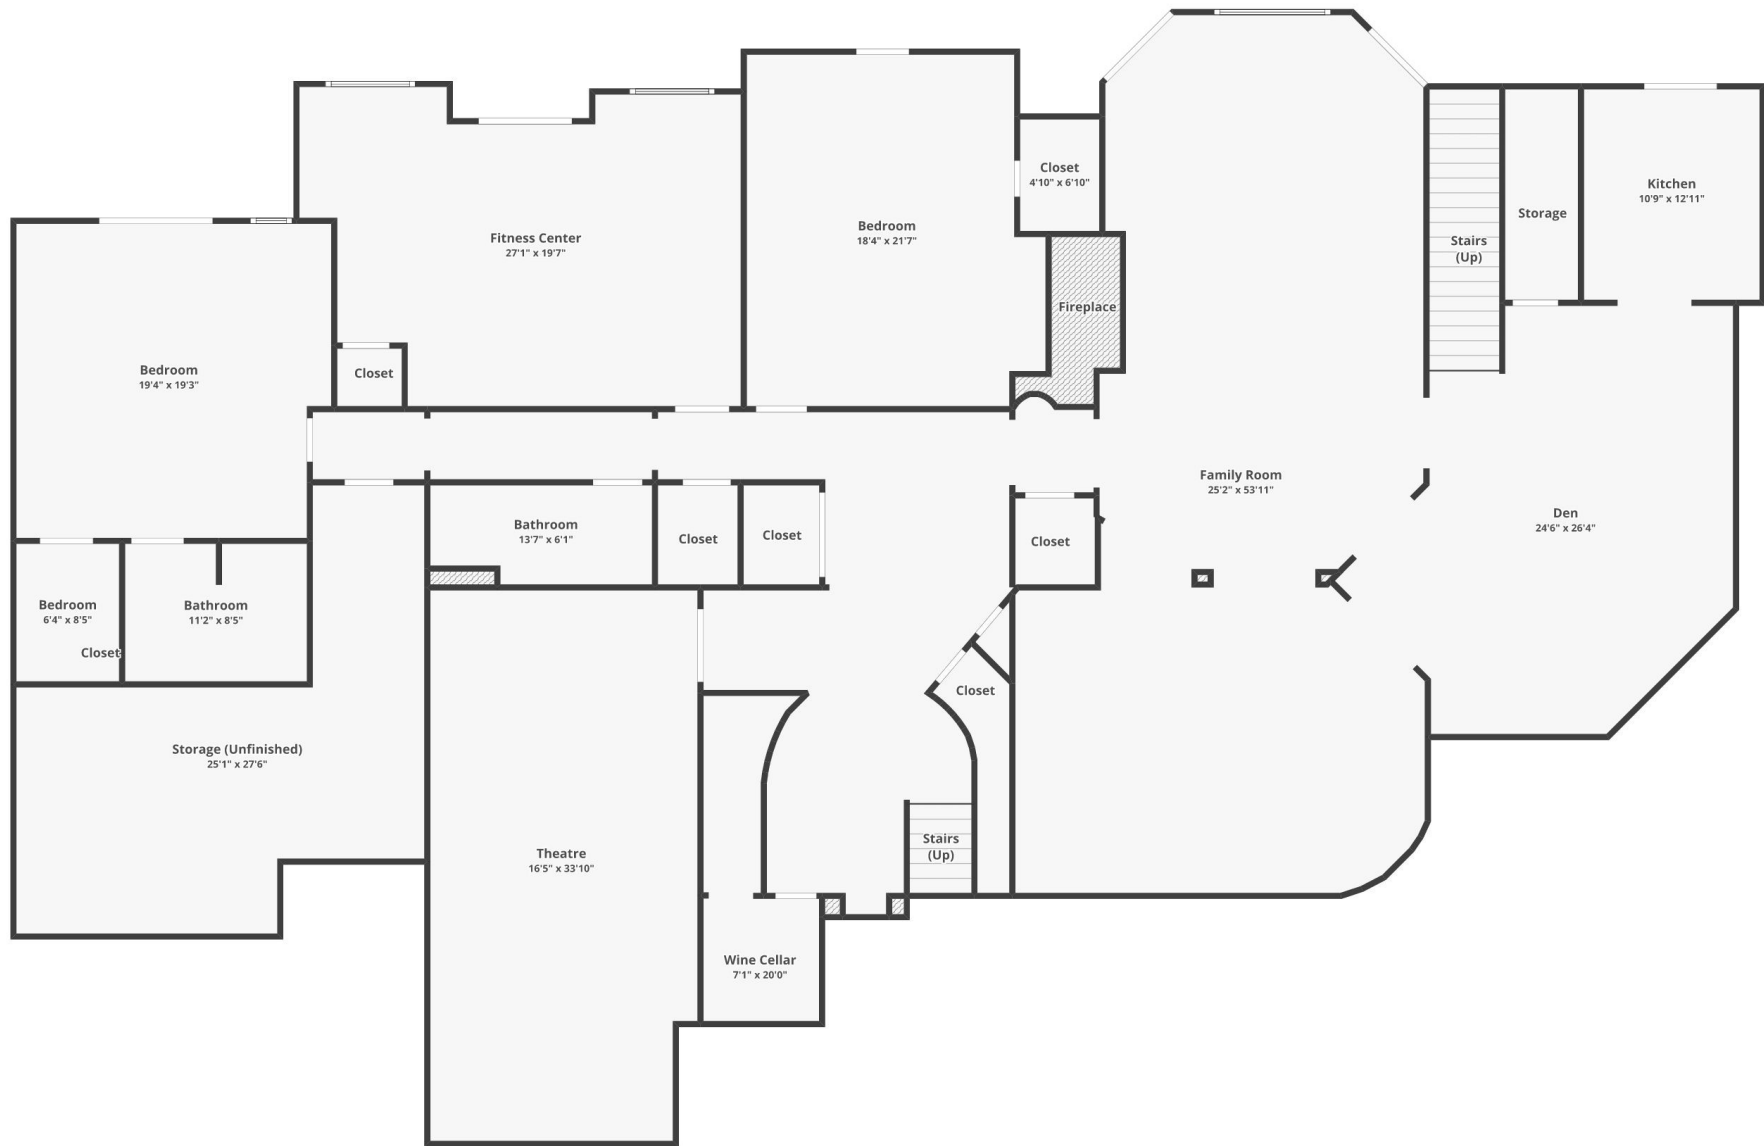 Closet
4'10" x 6'10"
Kitchen
10'9" x 12'11"
Storage
Bedroom
18'4" x 21'7"
Fitness Center
27'1" x 19'7"
Stairs
(Up)
Fireplace
Bedroom
19'4" x 19'3"
Closet
Family Room
25'2" x 53'11"
Den
24'6" x 26'4"
Bathroom
13'7" x 6'1"
Closet
Closet
Closet
Bedroom
6'4" x 8'5"
Bathroom
11'2" x 8'5"
Closet
Closet
Storage (Unfinished)
25'1" x 27'6"
Stairs
(Up)
Theatre
16'5" x 33'10"
Wine Cellar
7'1" x 20'0"